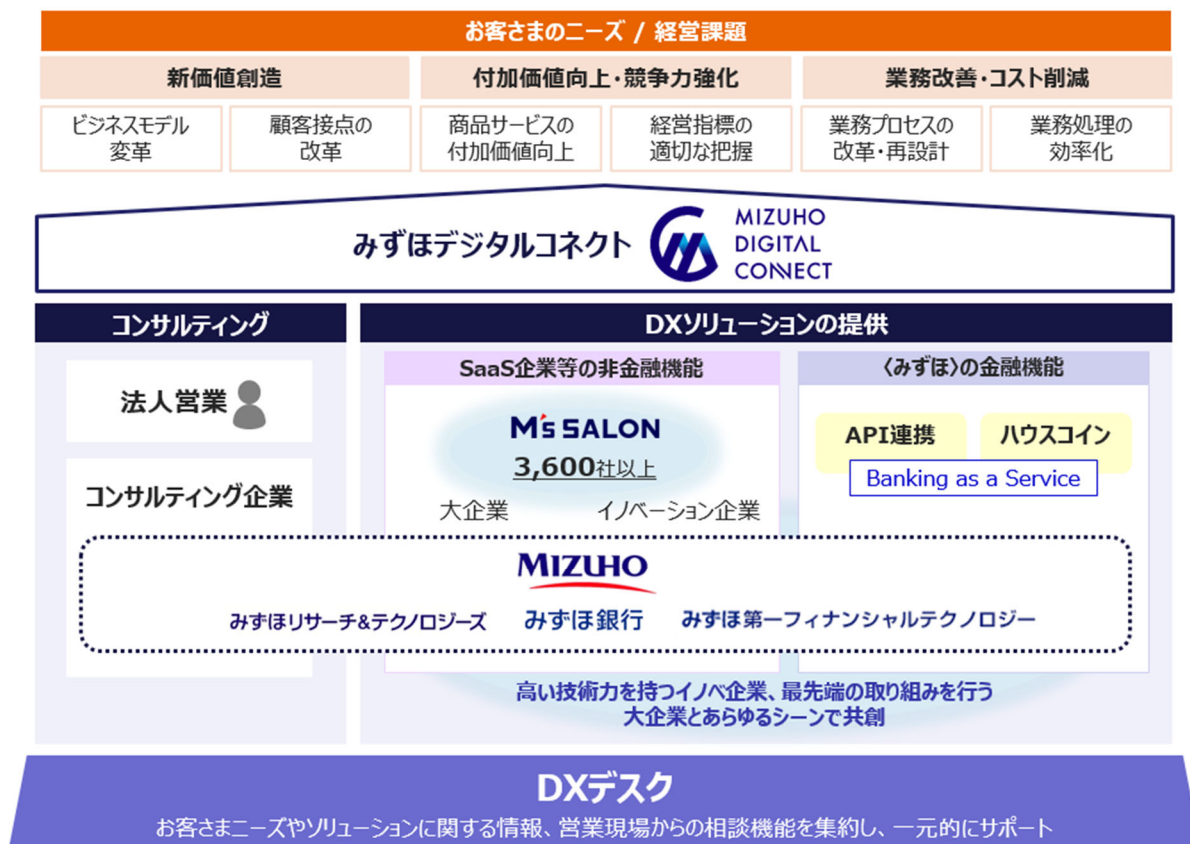 お客さまのニーズ / 経営課題
新価値創造
付加価値向上・競争力強化
業務改善・コスト削減
ビジネスモデル
変革
顧客接点の
改革
商品サービスの
付加価値向上
経営指標の
適切な把握
業務プロセスの
改革・再設計
業務処理の
効率化
みずほデジタルコネクト
MIZUHO
DIGITAL
CONNECT
コンサルティング
DXソリューションの提供
法人営業
コンサルティング企業
SaaS企業等の非金融機能
M's SALON
3,600社以上
大企業
イノベーション企業
〈みずほ〉の金融機能
API連携
ハウスコイン
Banking as a Service
MIZUHO
みずほリサーチ&テクノロジーズ
みずほ銀行
みずほ第一フィナンシャルテクノロジー
高い技術力を持つイノベ企業、最先端の取り組みを行う
大企業とあらゆるシーンで共創
DXデスク
お客さまニーズやソリューションに関する情報、営業現場からの相談機能を集約し、一元的にサポート